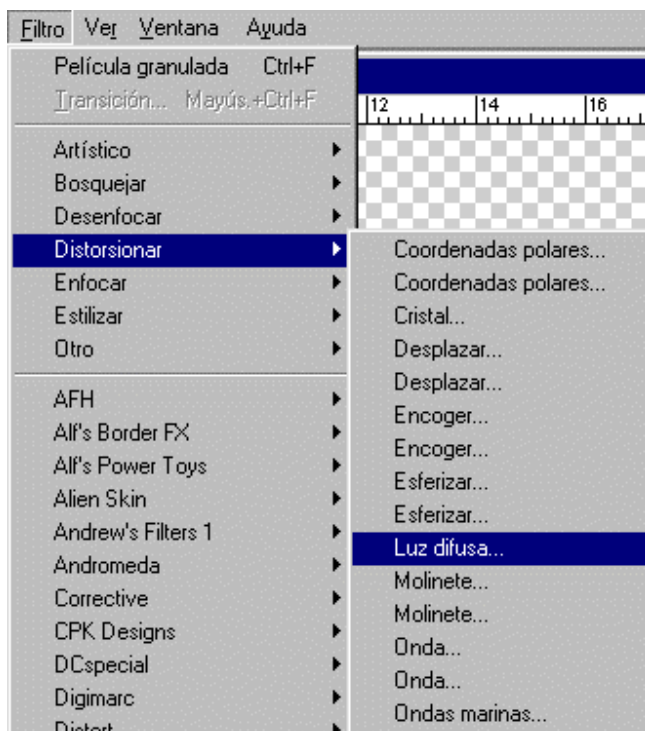 Filtro Ver Ventana Ayuda
Película granulada Ctrl+F
Transición... Mayús.+Ctrl+F
12 14 16
Artístico
Bosquejar
Desenfocar
Distorsionar
Enfocar
Estilizar
Otro
AFH
Alf's Border FX
Alf's Power Toys
Alien Skin
Andrew's Filters 1
Andromeda
Corrective
CPK Designs
DCspecial
Digimarc
Distort
Coordenadas polares...
Coordenadas polares...
Cristal...
Desplazar...
Desplazar...
Encoger...
Encoger...
Esferizar...
Esferizar...
Luz difusa...
Molinete...
Molinete...
Onda...
Onda...
Ondas marinas...